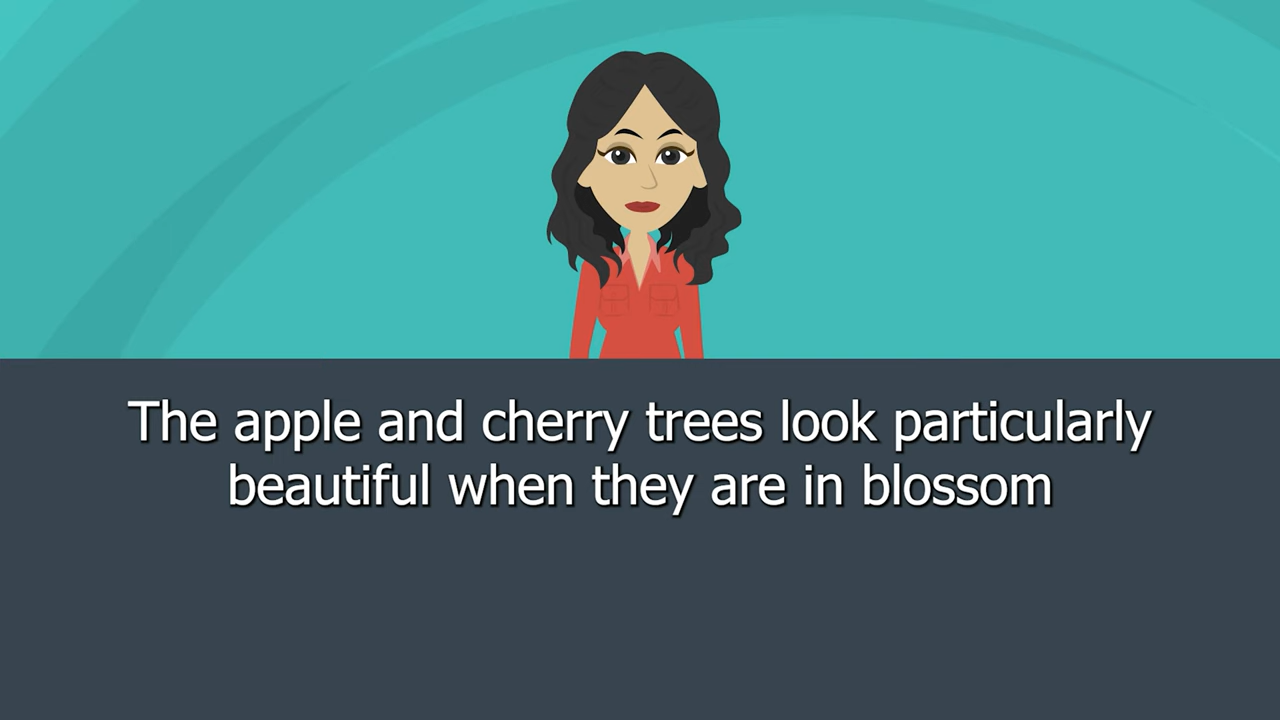 The apple and cherry trees look particularly
beautiful when they are in blossom